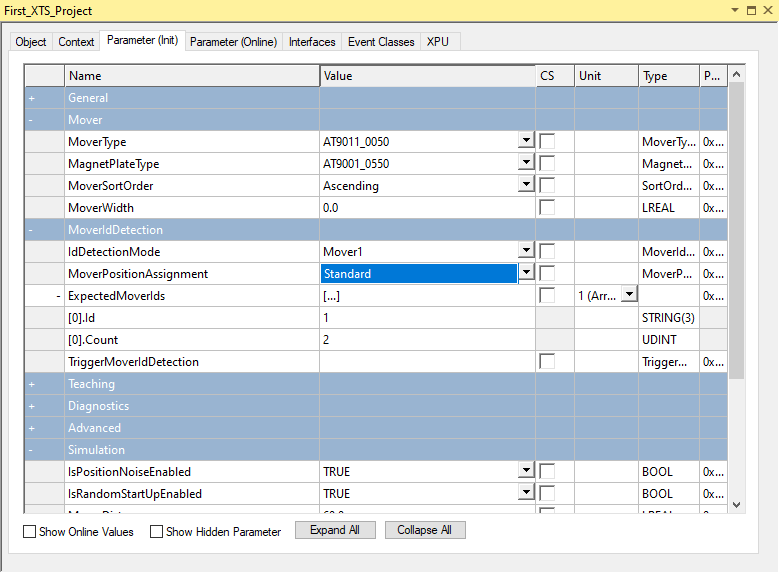 First_XTS_Project
Object Context Parameter (Init) Parameter (Online) Interfaces Event Classes XPU
Name Value CS Unit Type P...
+ General
- Mover
MoverType AT9011_0050 MoverTy... 0x...
MagnetPlateType AT9001_0550 Magnet... 0x...
MoverSortOrder Ascending SortOrd... 0x...
MoverWidth 0.0 LREAL 0x...
- MoverIdDetection
IdDetectionMode Mover1 MoverId... 0x...
MoverPositionAssignment Standard MoverP... 0x...
- ExpectedMoverIds [...] 1 (Arr... 0x...
[0].Id 1 STRING(3)
[0].Count 2 UDINT
TriggerMoverIdDetection Trigger... 0x...
+ Teaching
+ Diagnostics
+ Advanced
- Simulation
IsPositionNoiseEnabled TRUE BOOL 0x...
IsRandomStartUpEnabled TRUE BOOL 0x...
Show Online Values Show Hidden Parameter Expand All Collapse All